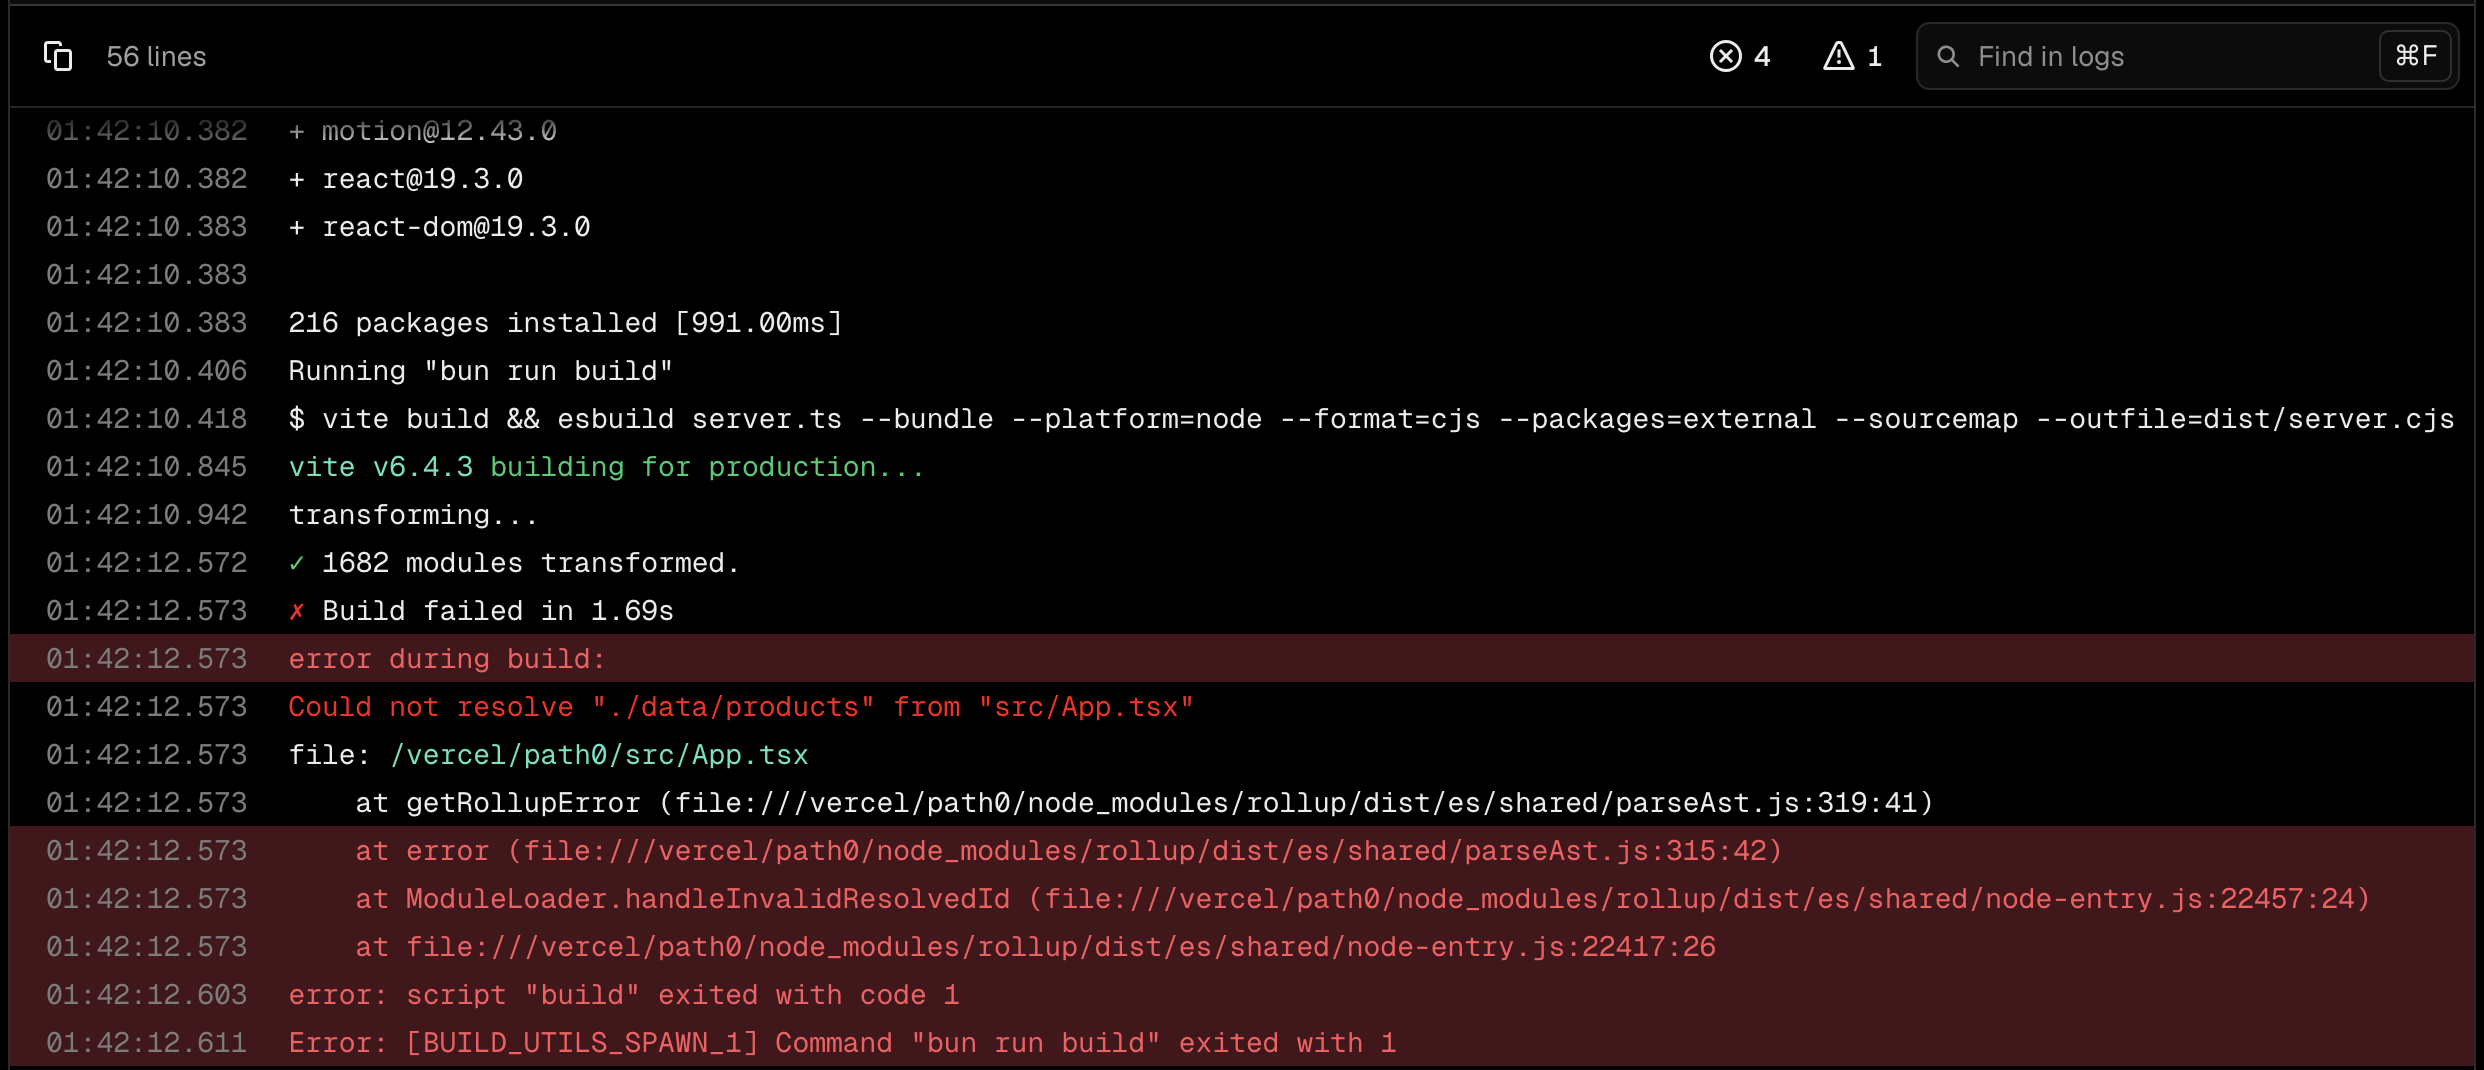 56 lines
4
1
Find in logs
⌘F
01:42:10.382 + motion@12.43.0
01:42:10.382 + react@19.3.0
01:42:10.383 + react-dom@19.3.0
01:42:10.383
01:42:10.383 216 packages installed [991.00ms]
01:42:10.406 Running "bun run build"
01:42:10.418 $ vite build && esbuild server.ts --bundle --platform=node --format=cjs --packages=external --sourcemap --outfile=dist/server.cjs
01:42:10.845 vite v6.4.3 building for production...
01:42:10.942 transforming...
01:42:12.572 ✓ 1682 modules transformed.
01:42:12.573 ✗ Build failed in 1.69s
01:42:12.573 error during build:
01:42:12.573 Could not resolve "./data/products" from "src/App.tsx"
01:42:12.573 file: /vercel/path0/src/App.tsx
01:42:12.573     at getRollupError (file:///vercel/path0/node_modules/rollup/dist/es/shared/parseAst.js:319:41)
01:42:12.573     at error (file:///vercel/path0/node_modules/rollup/dist/es/shared/parseAst.js:315:42)
01:42:12.573     at ModuleLoader.handleInvalidResolvedId (file:///vercel/path0/node_modules/rollup/dist/es/shared/node-entry.js:22457:24)
01:42:12.573     at file:///vercel/path0/node_modules/rollup/dist/es/shared/node-entry.js:22417:26
01:42:12.603 error: script "build" exited with code 1
01:42:12.611 Error: [BUILD_UTILS_SPAWN_1] Command "bun run build" exited with 1